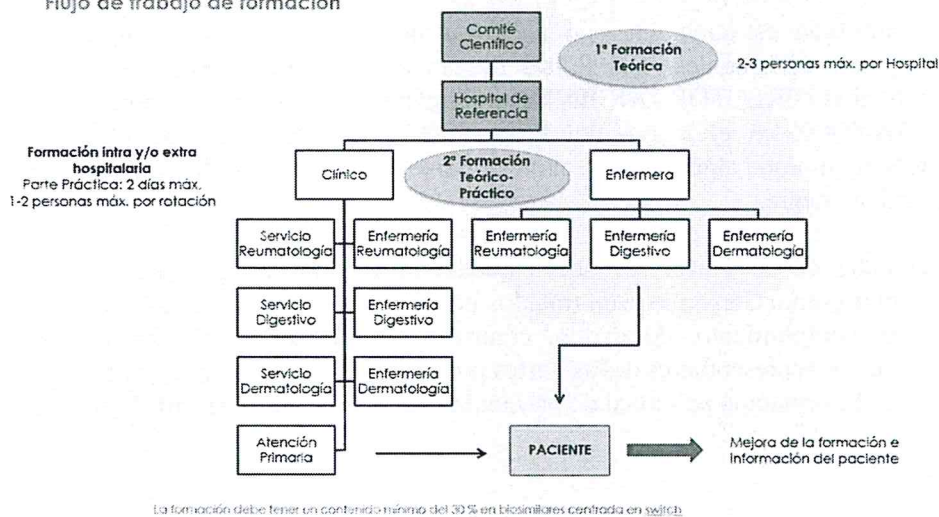 Flujo de trabajo de formación
Comité
Científico
1ª Formación
Teórica
2-3 personas máx. por Hospital
Hospital de
Referencia
Formación intra y/o extra
hospitalaria
Parte Práctica: 2 días máx.
1-2 personas máx. por rotación
Clínico
2ª Formación
Teórico-
Práctico
Enfermera
Servicio
Reumatología
Enfermería
Reumatología
Enfermería
Reumatología
Enfermería
Digestivo
Enfermería
Dermatología
Servicio
Digestivo
Enfermería
Digestivo
Servicio
Dermatología
Enfermería
Dermatología
Atención
Primaria
PACIENTE
Mejora de la formación e
información del paciente
La formación debe tener un contenido mínimo del 30 % en biosimilares centrada en switch